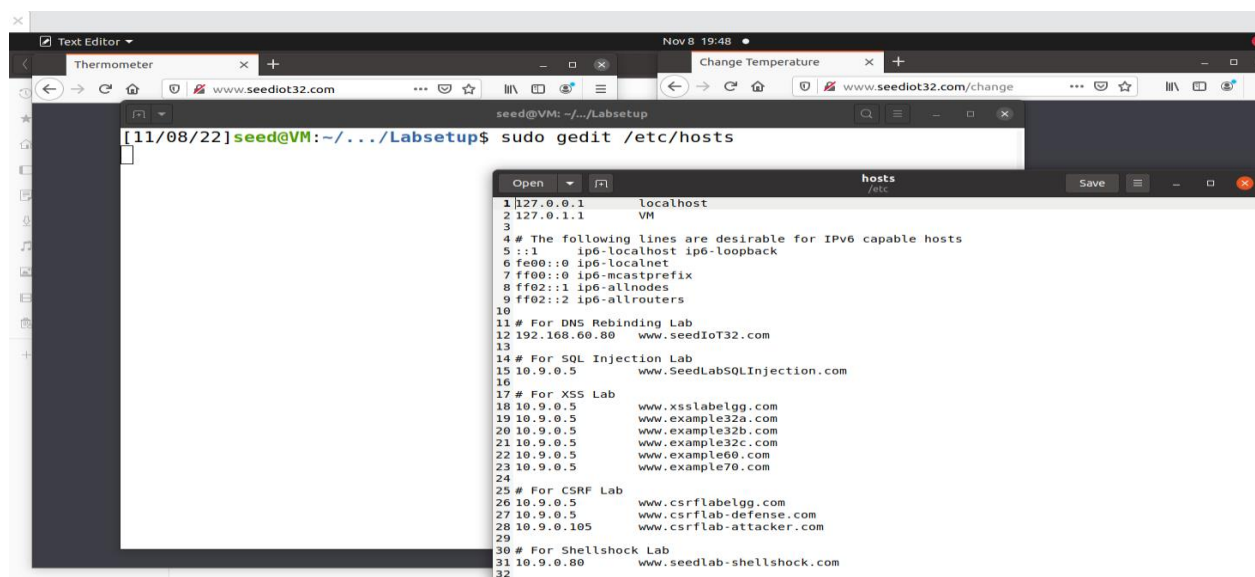 Text Editor
Nov 8 19:48
Thermometer
Change Temperature
www.seediot32.com
www.seediot32.com/change
seed@VM: ~/.../Labsetup
[11/08/22]seed@VM:~/.../Labsetup$ sudo gedit /etc/hosts
Open
hosts
/etc
Save
1 127.0.0.1 localhost
2 127.0.1.1 VM
3
4 # The following lines are desirable for IPv6 capable hosts
5 ::1 ip6-localhost ip6-loopback
6 fe00::0 ip6-localnet
7 ff00::0 ip6-mcastprefix
8 ff02::1 ip6-allnodes
9 ff02::2 ip6-allrouters
10
11 # For DNS Rebinding Lab
12 192.168.60.80 www.seedIoT32.com
13
14 # For SQL Injection Lab
15 10.9.0.5 www.SeedLabSQLInjection.com
16
17 # For XSS Lab
18 10.9.0.5 www.xsslabelgg.com
19 10.9.0.5 www.example32a.com
20 10.9.0.5 www.example32b.com
21 10.9.0.5 www.example32c.com
22 10.9.0.5 www.example60.com
23 10.9.0.5 www.example70.com
24
25 # For CSRF Lab
26 10.9.0.5 www.csrflabelgg.com
27 10.9.0.5 www.csrflab-defense.com
28 10.9.0.105 www.csrflab-attacker.com
29
30 # For Shellshock Lab
31 10.9.0.80 www.seedlab-shellshock.com
32